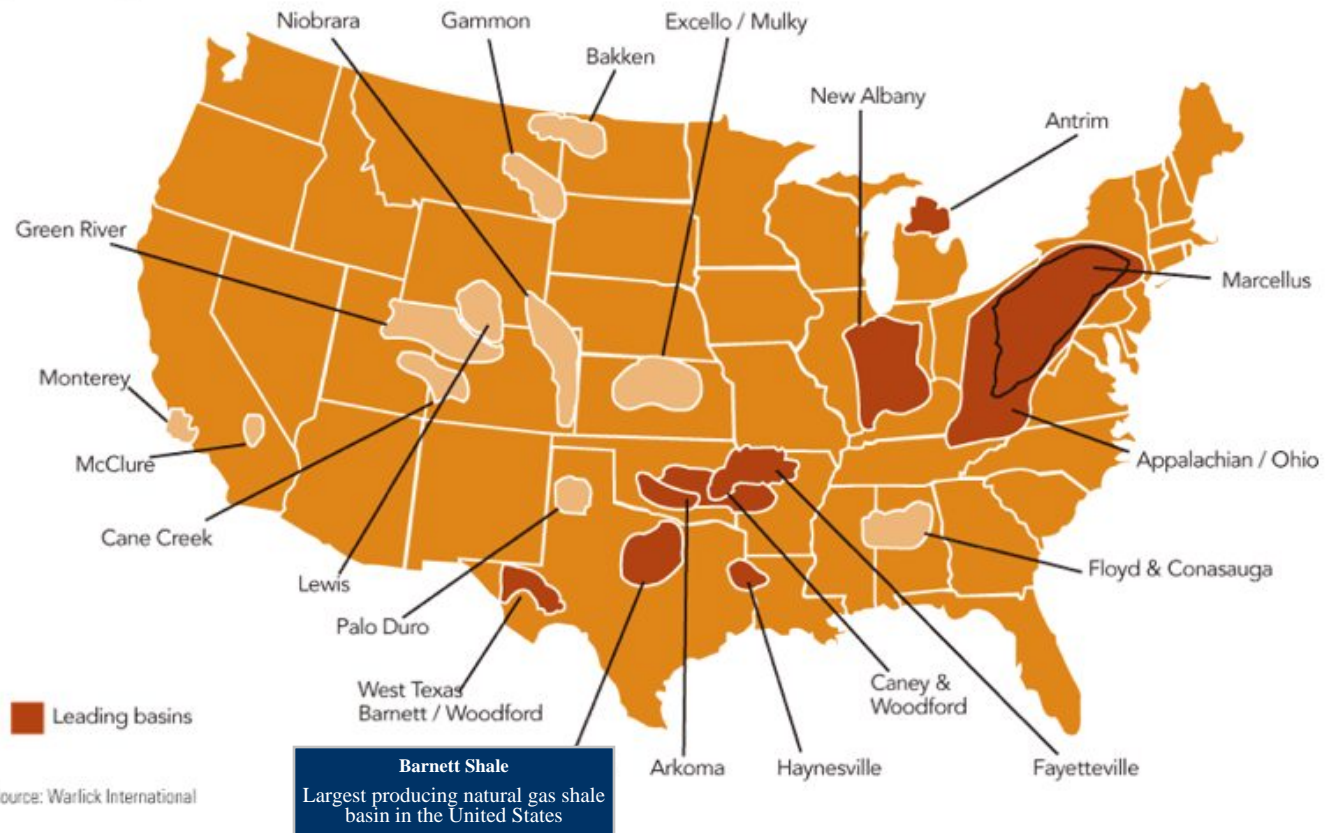 Niobrara
Gammon
Excello / Mulky
Bakken
New Albany
Antrim
Green River
Marcellus
Monterey
McClure
Appalachian / Ohio
Cane Creek
Floyd & Conasauga
Lewis
Palo Duro
West Texas
Barnett / Woodford
Caney &
Woodford
Leading basins
Barnett Shale
Largest producing natural gas shale
basin in the United States
Arkoma
Haynesville
Fayetteville
ource: Warlick International